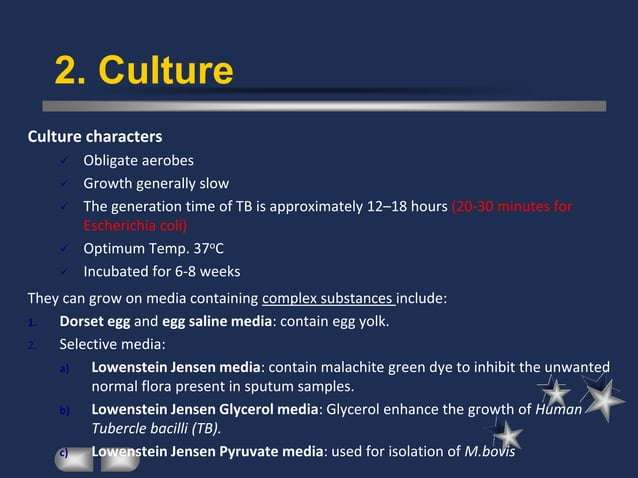 2. Culture
Culture characters
✓ Obligate aerobes
✓ Growth generally slow
✓ The generation time of TB is approximately 12–18 hours (20-30 minutes for
Escherichia coli)
✓ Optimum Temp. 37ºC
✓ Incubated for 6-8 weeks
They can grow on media containing complex substances include:
1. Dorset egg and egg saline media: contain egg yolk.
2. Selective media:
a) Lowenstein Jensen media: contain malachite green dye to inhibit the unwanted
normal flora present in sputum samples.
b) Lowenstein Jensen Glycerol media: Glycerol enhance the growth of Human
Tubercle bacilli (TB).
c) Lowenstein Jensen Pyruvate media: used for isolation of M.bovis